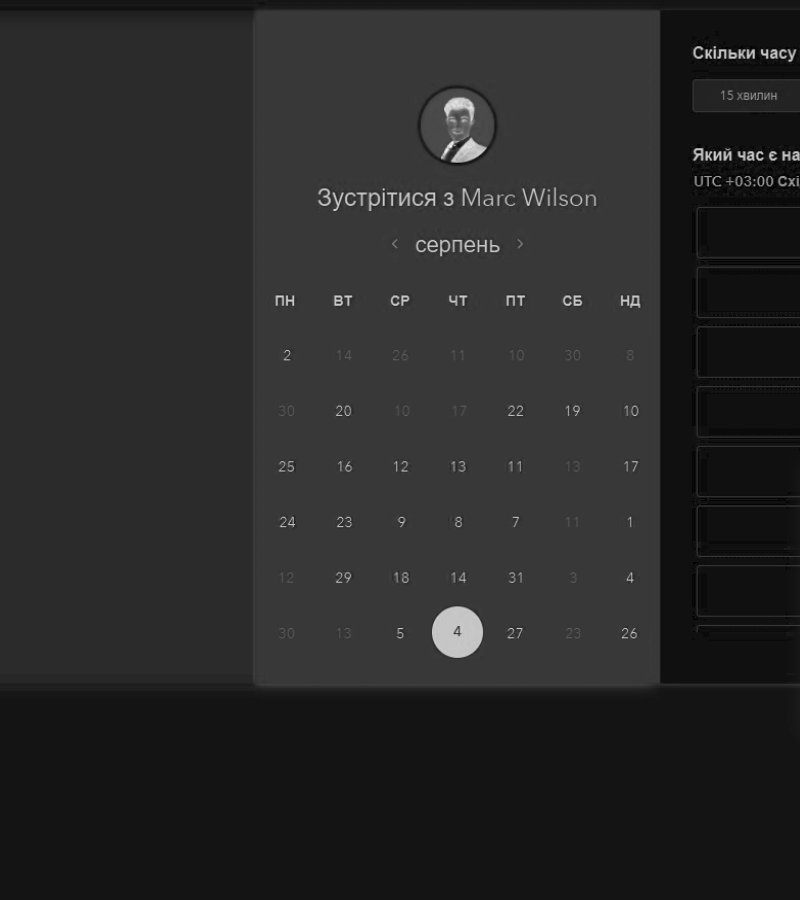 Скільки часу
15 хвилин
Зустрітися з Marc Wilson
Який час є на
UTC +03:00 Схі
‹ серпень ›
ПН ВТ СР ЧТ ПТ СБ НД
2 14 26 11 10 30 8
30 20 10 17 22 19 10
25 16 12 13 11 13 17
24 23 9 8 7 11 1
12 29 18 14 31 3 4
30 13 5 4 27 23 26